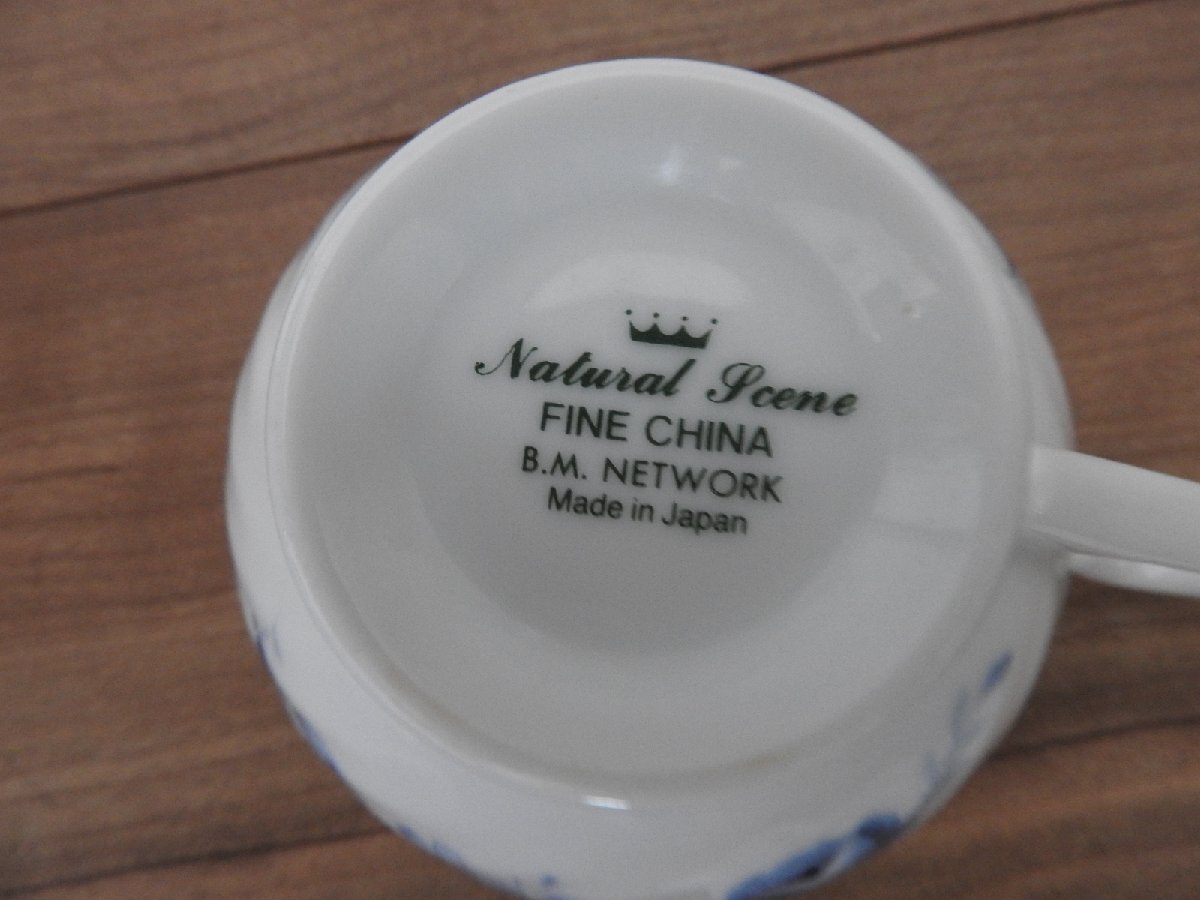 Natural Scene
FINE CHINA
B.M. NETWORK
Made in Japan